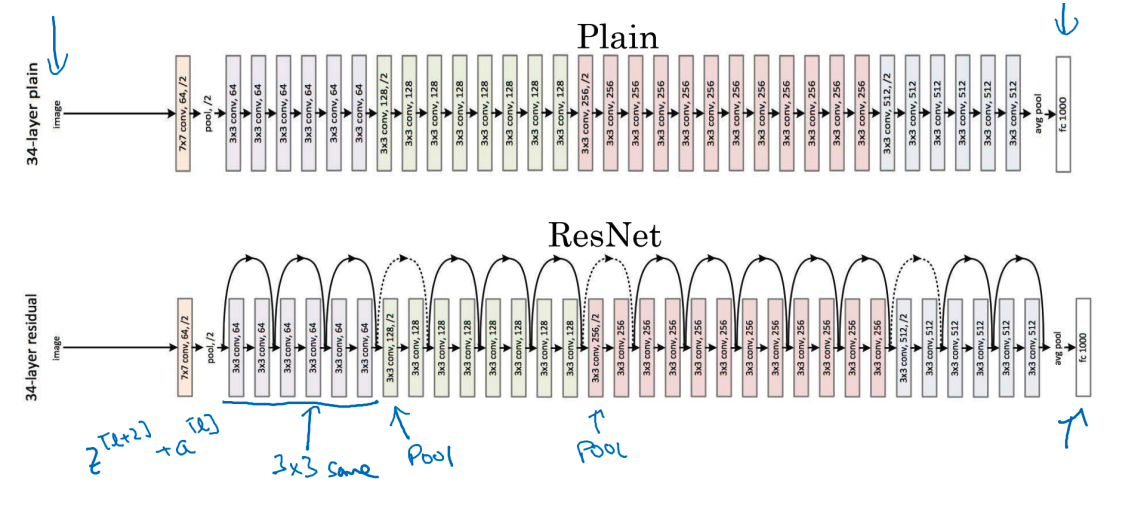 Plain
34-layer plain
image
7x7 conv, 64, /2
pool, /2
3x3 conv, 64
3x3 conv, 64
3x3 conv, 64
3x3 conv, 64
3x3 conv, 64
3x3 conv, 64
3x3 conv, 128, /2
3x3 conv, 128
3x3 conv, 128
3x3 conv, 128
3x3 conv, 128
3x3 conv, 128
3x3 conv, 128
3x3 conv, 128
3x3 conv, 256, /2
3x3 conv, 256
3x3 conv, 256
3x3 conv, 256
3x3 conv, 256
3x3 conv, 256
3x3 conv, 256
3x3 conv, 256
3x3 conv, 256
3x3 conv, 256
3x3 conv, 256
3x3 conv, 256
3x3 conv, 512, /2
3x3 conv, 512
3x3 conv, 512
3x3 conv, 512
3x3 conv, 512
3x3 conv, 512
avg pool
fc 1000
ResNet
34-layer residual
image
7x7 conv, 64, /2
pool, /2
3x3 conv, 64
3x3 conv, 64
3x3 conv, 64
3x3 conv, 64
3x3 conv, 64
3x3 conv, 64
3x3 conv, 128, /2
3x3 conv, 128
3x3 conv, 128
3x3 conv, 128
3x3 conv, 128
3x3 conv, 128
3x3 conv, 128
3x3 conv, 128
3x3 conv, 256, /2
3x3 conv, 256
3x3 conv, 256
3x3 conv, 256
3x3 conv, 256
3x3 conv, 256
3x3 conv, 256
3x3 conv, 256
3x3 conv, 256
3x3 conv, 256
3x3 conv, 256
3x3 conv, 256
3x3 conv, 512, /2
3x3 conv, 512
3x3 conv, 512
3x3 conv, 512
3x3 conv, 512
3x3 conv, 512
avg pool
fc 1000
z^[l+2] + a^[l]
3x3 same
Pool
POOL